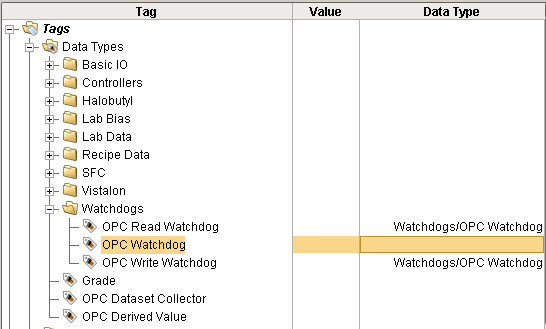 Tag Value Data Type
Tags
Data Types
Basic IO
Controllers
Halobutyl
Lab Bias
Lab Data
Recipe Data
SFC
Vistalon
Watchdogs
OPC Read Watchdog Watchdogs/OPC Watchdog
OPC Watchdog
OPC Write Watchdog Watchdogs/OPC Watchdog
Grade
OPC Dataset Collector
OPC Derived Value